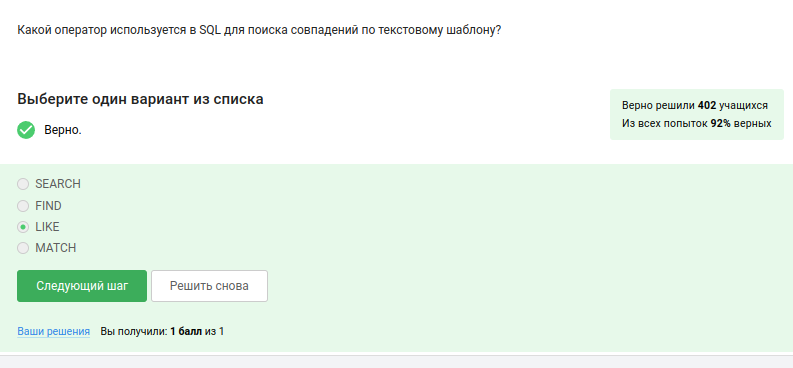 Какой оператор используется в SQL для поиска совпадений по текстовому шаблону?
Выберите один вариант из списка
Верно.
Верно решили 402 учащихся
Из всех попыток 92% верных
SEARCH
FIND
LIKE
MATCH
Следующий шаг
Решить снова
Ваши решения Вы получили: 1 балл из 1